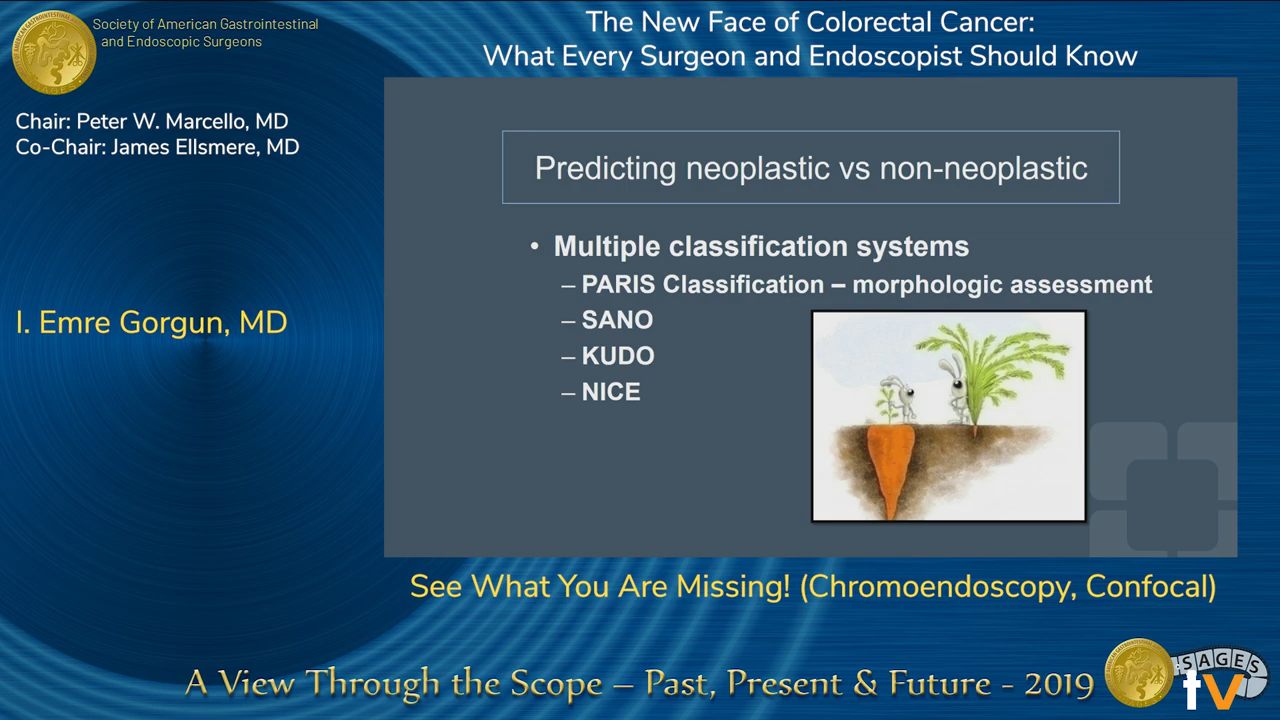 Society of American Gastrointestinal
and Endoscopic Surgeons
The New Face of Colorectal Cancer:
What Every Surgeon and Endoscopist Should Know
Chair: Peter W. Marcello, MD
Co-Chair: James Ellsmere, MD
I. Emre Gorgun, MD
Predicting neoplastic vs non-neoplastic
• Multiple classification systems
– PARIS Classification – morphologic assessment
– SANO
– KUDO
– NICE
See What You Are Missing! (Chromoendoscopy, Confocal)
A View Through the Scope – Past, Present & Future - 2019
SAGES
tv